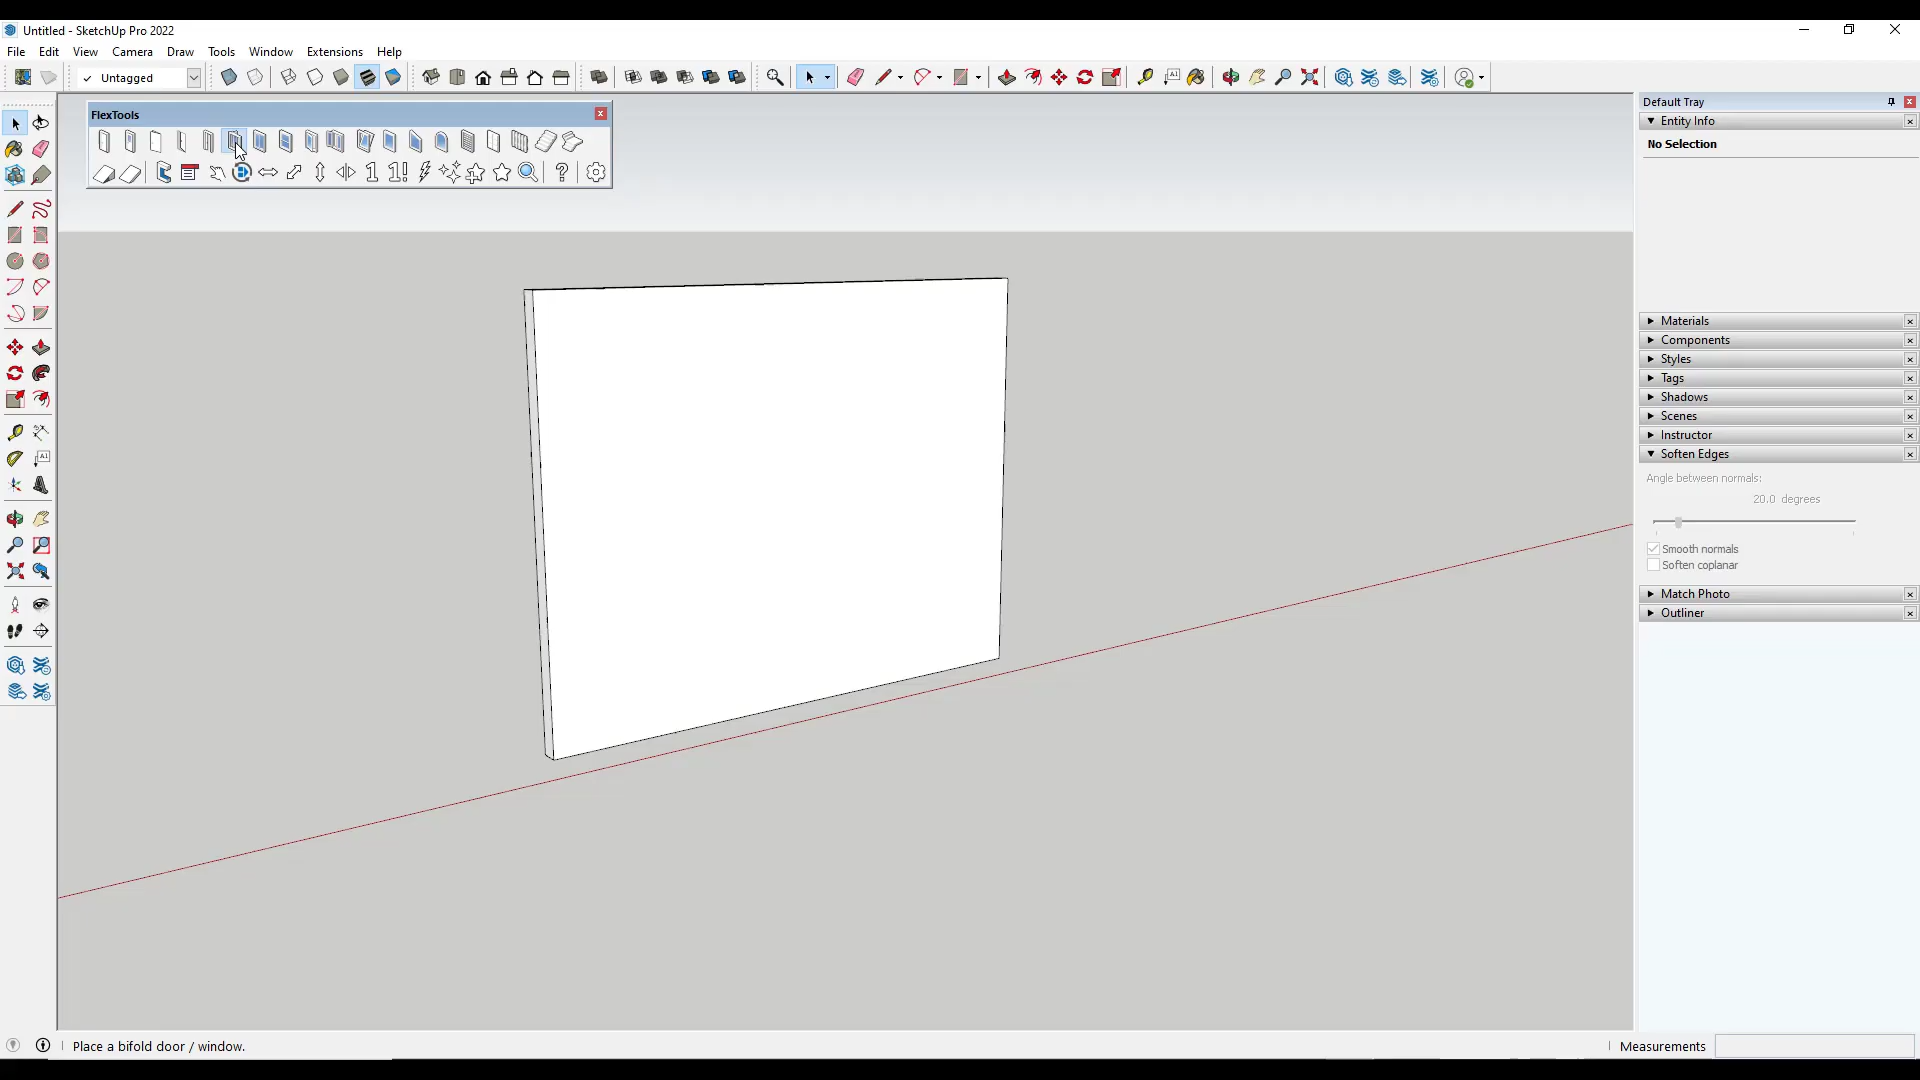 Untitled - SketchUp Pro 2022
File Edit View Camera Draw Tools Window Extensions Help
Untagged
FlexTools
1 1! ?
Default Tray
Entity Info
No Selection
Materials
Components
Styles
Tags
Shadows
Scenes
Instructor
Soften Edges
Angle between normals:
20.0 degrees
Smooth normals
Soften coplanar
Match Photo
Outliner
Place a bifold door / window.
Measurements